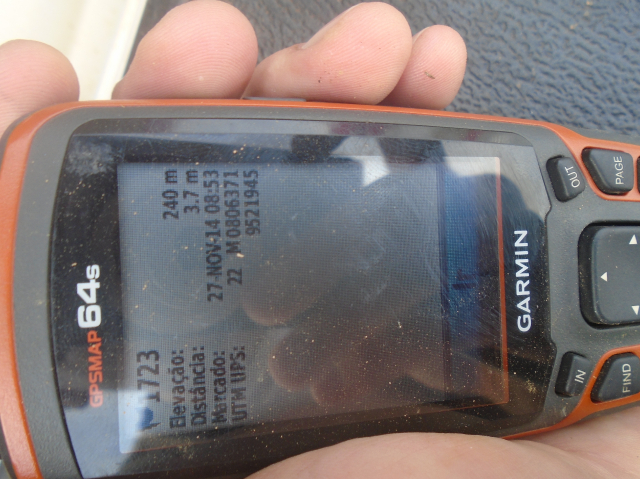 GPSMAP 64s
1723
Elevação: 240 m
Distância: 3.7 m
Marcado: 27-NOV-14 08:53
UTM UPS: 22 M 0806371
9521945
GARMIN
OUT
PAGE
IN
FIND